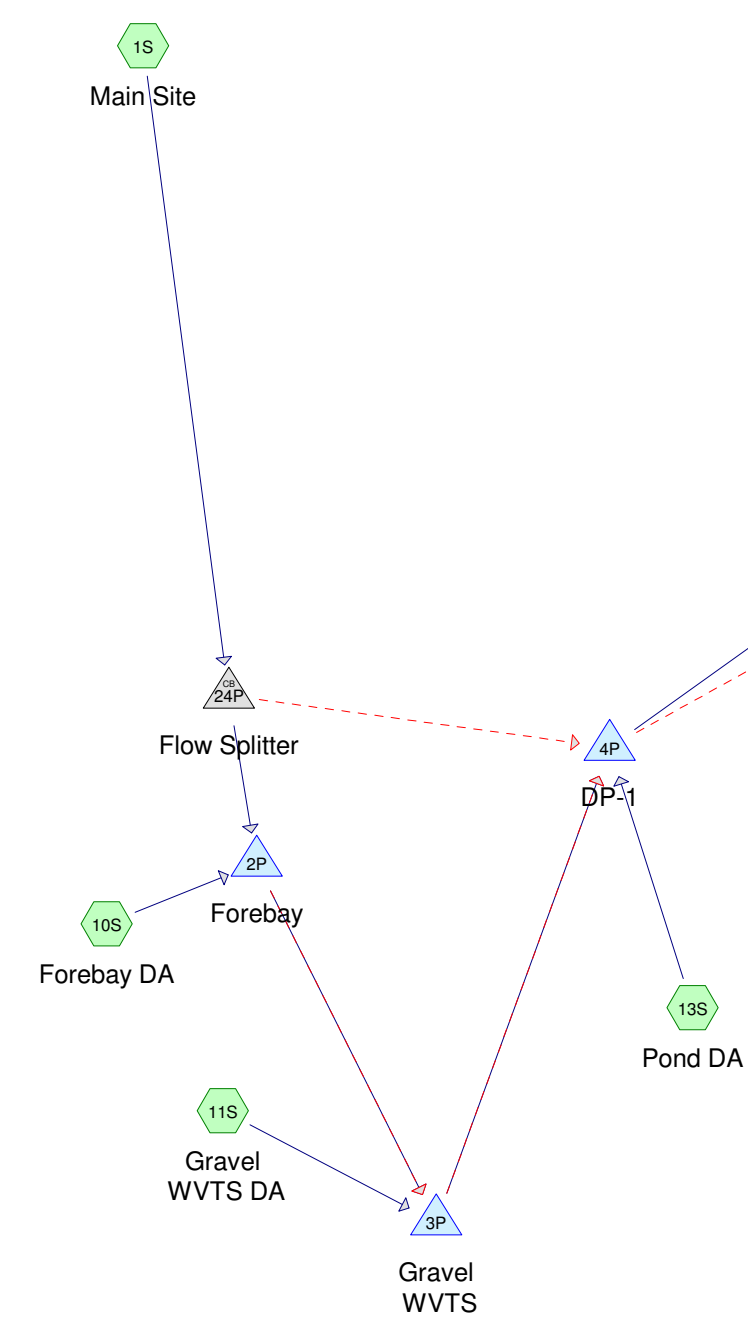 1S
Main Site
CB
24P
Flow Splitter
4P
DP-1
2P
Forebay
10S
Forebay DA
13S
Pond DA
11S
Gravel
WVTS DA
3P
Gravel
WVTS